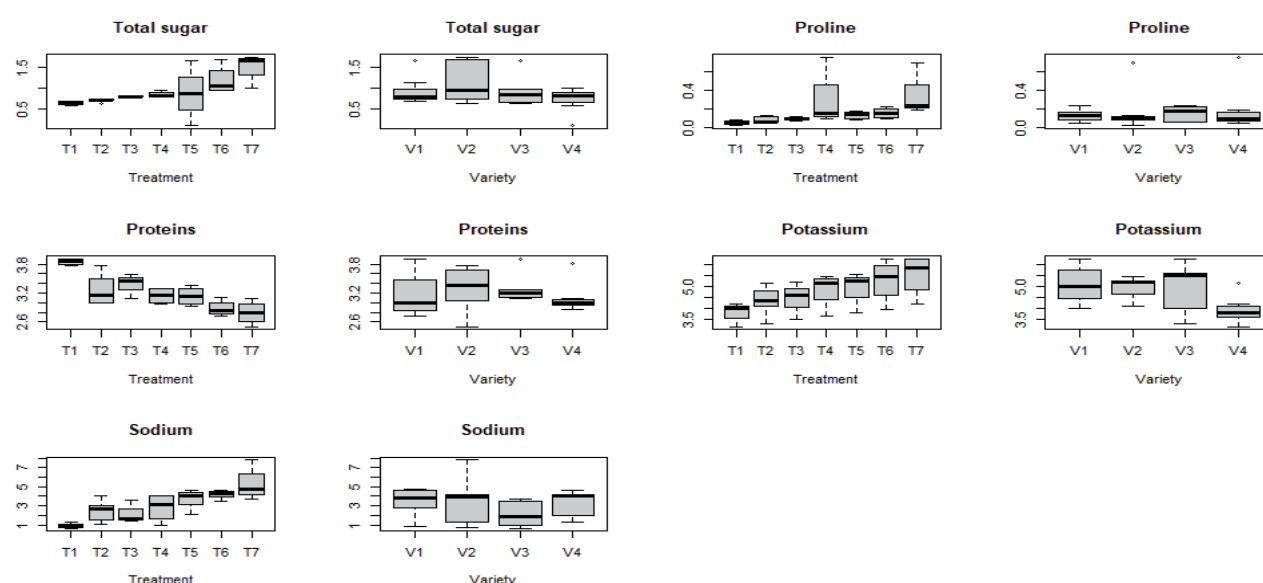 Total sugar Total sugar Proline Proline
0.5 1.5 0.5 1.5 0.0 0.4 0.0 0.4
T1 T2 T3 T4 T5 T6 T7 V1 V2 V3 V4 T1 T2 T3 T4 T5 T6 T7 V1 V2 V3 V4
Treatment Variety Treatment Variety
Proteins Proteins Potassium Potassium
2.6 3.2 3.8 2.6 3.2 3.8 3.5 5.0 3.5 5.0
T1 T2 T3 T4 T5 T6 T7 V1 V2 V3 V4 T1 T2 T3 T4 T5 T6 T7 V1 V2 V3 V4
Treatment Variety Treatment Variety
Sodium Sodium
1 3 5 7 1 3 5 7
T1 T2 T3 T4 T5 T6 T7 V1 V2 V3 V4
Treatment Variety